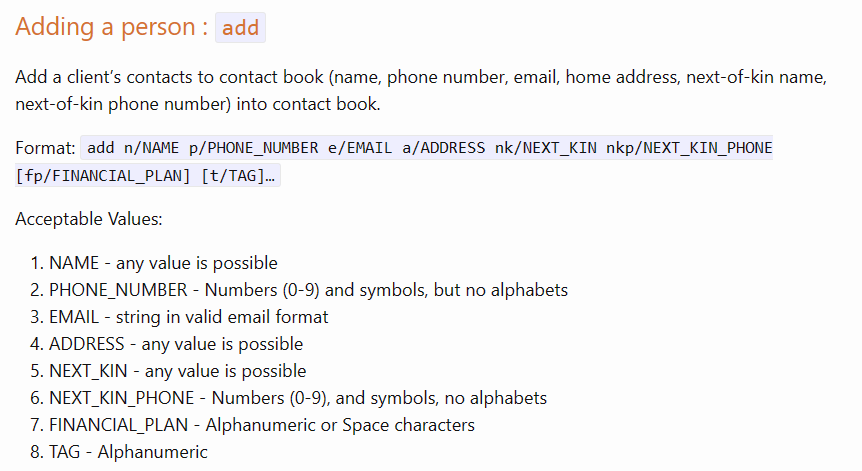 Adding a person : add
Add a client’s contacts to contact book (name, phone number, email, home address, next-of-kin name,
next-of-kin phone number) into contact book.
Format: add n/NAME p/PHONE_NUMBER e/EMAIL a/ADDRESS nk/NEXT_KIN nkp/NEXT_KIN_PHONE
[fp/FINANCIAL_PLAN] [t/TAG]…
Acceptable Values:
1. NAME - any value is possible
2. PHONE_NUMBER - Numbers (0-9) and symbols, but no alphabets
3. EMAIL - string in valid email format
4. ADDRESS - any value is possible
5. NEXT_KIN - any value is possible
6. NEXT_KIN_PHONE - Numbers (0-9), and symbols, no alphabets
7. FINANCIAL_PLAN - Alphanumeric or Space characters
8. TAG - Alphanumeric